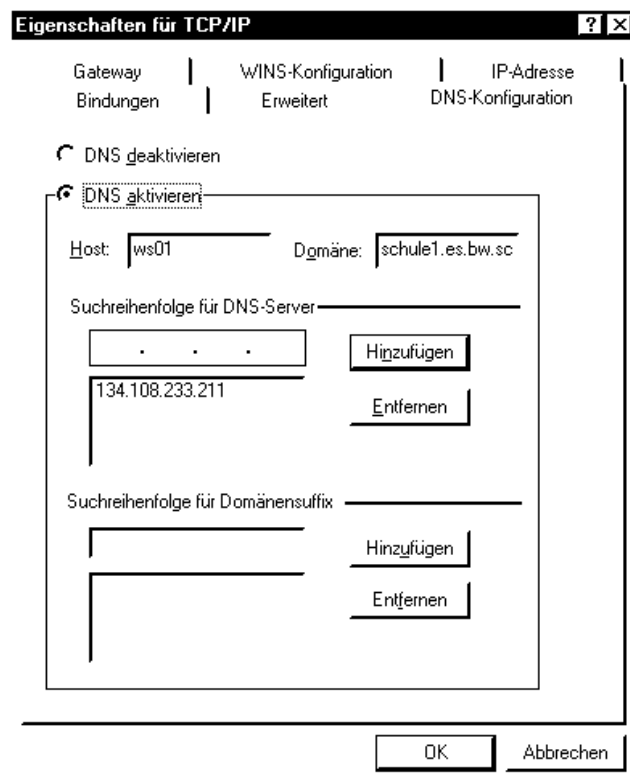 Eigenschaften für TCP/IP
Gateway WINS-Konfiguration IP-Adresse
Bindungen Erweitert DNS-Konfiguration
DNS deaktivieren
DNS aktivieren
Host: ws01 Domäne: schule1.es.bw.sc
Suchreihenfolge für DNS-Server
. . . Hinzufügen
134.108.233.211
Entfernen
Suchreihenfolge für Domänensuffix
Hinzufügen
Entfernen
OK Abbrechen